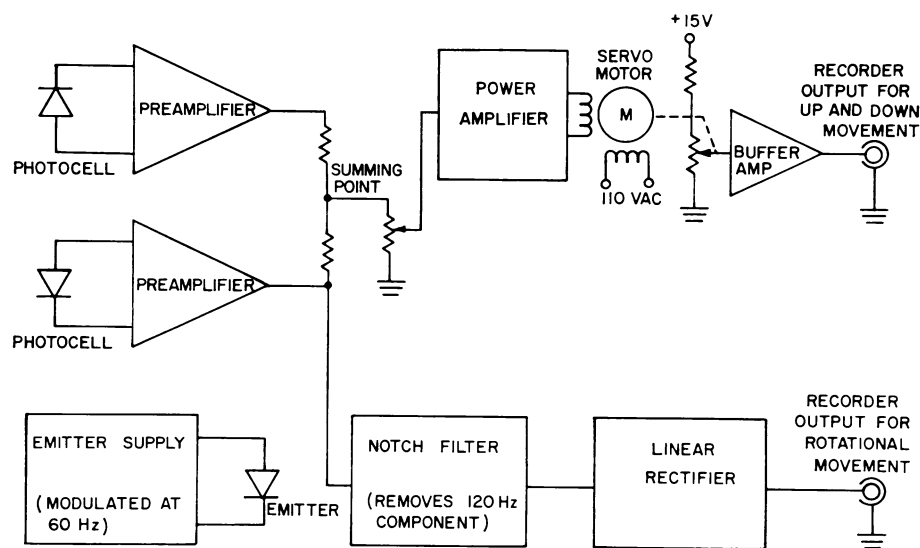 PHOTOCELL
PREAMPLIFIER
SUMMING
POINT
POWER
AMPLIFIER
SERVO
MOTOR
M
110 VAC
+15V
BUFFER
AMP
RECORDER
OUTPUT FOR
UP AND DOWN
MOVEMENT
PHOTOCELL
PREAMPLIFIER
EMITTER SUPPLY
(MODULATED AT
60 Hz)
EMITTER
NOTCH FILTER
(REMOVES 120 Hz
COMPONENT)
LINEAR
RECTIFIER
RECORDER
OUTPUT FOR
ROTATIONAL
MOVEMENT